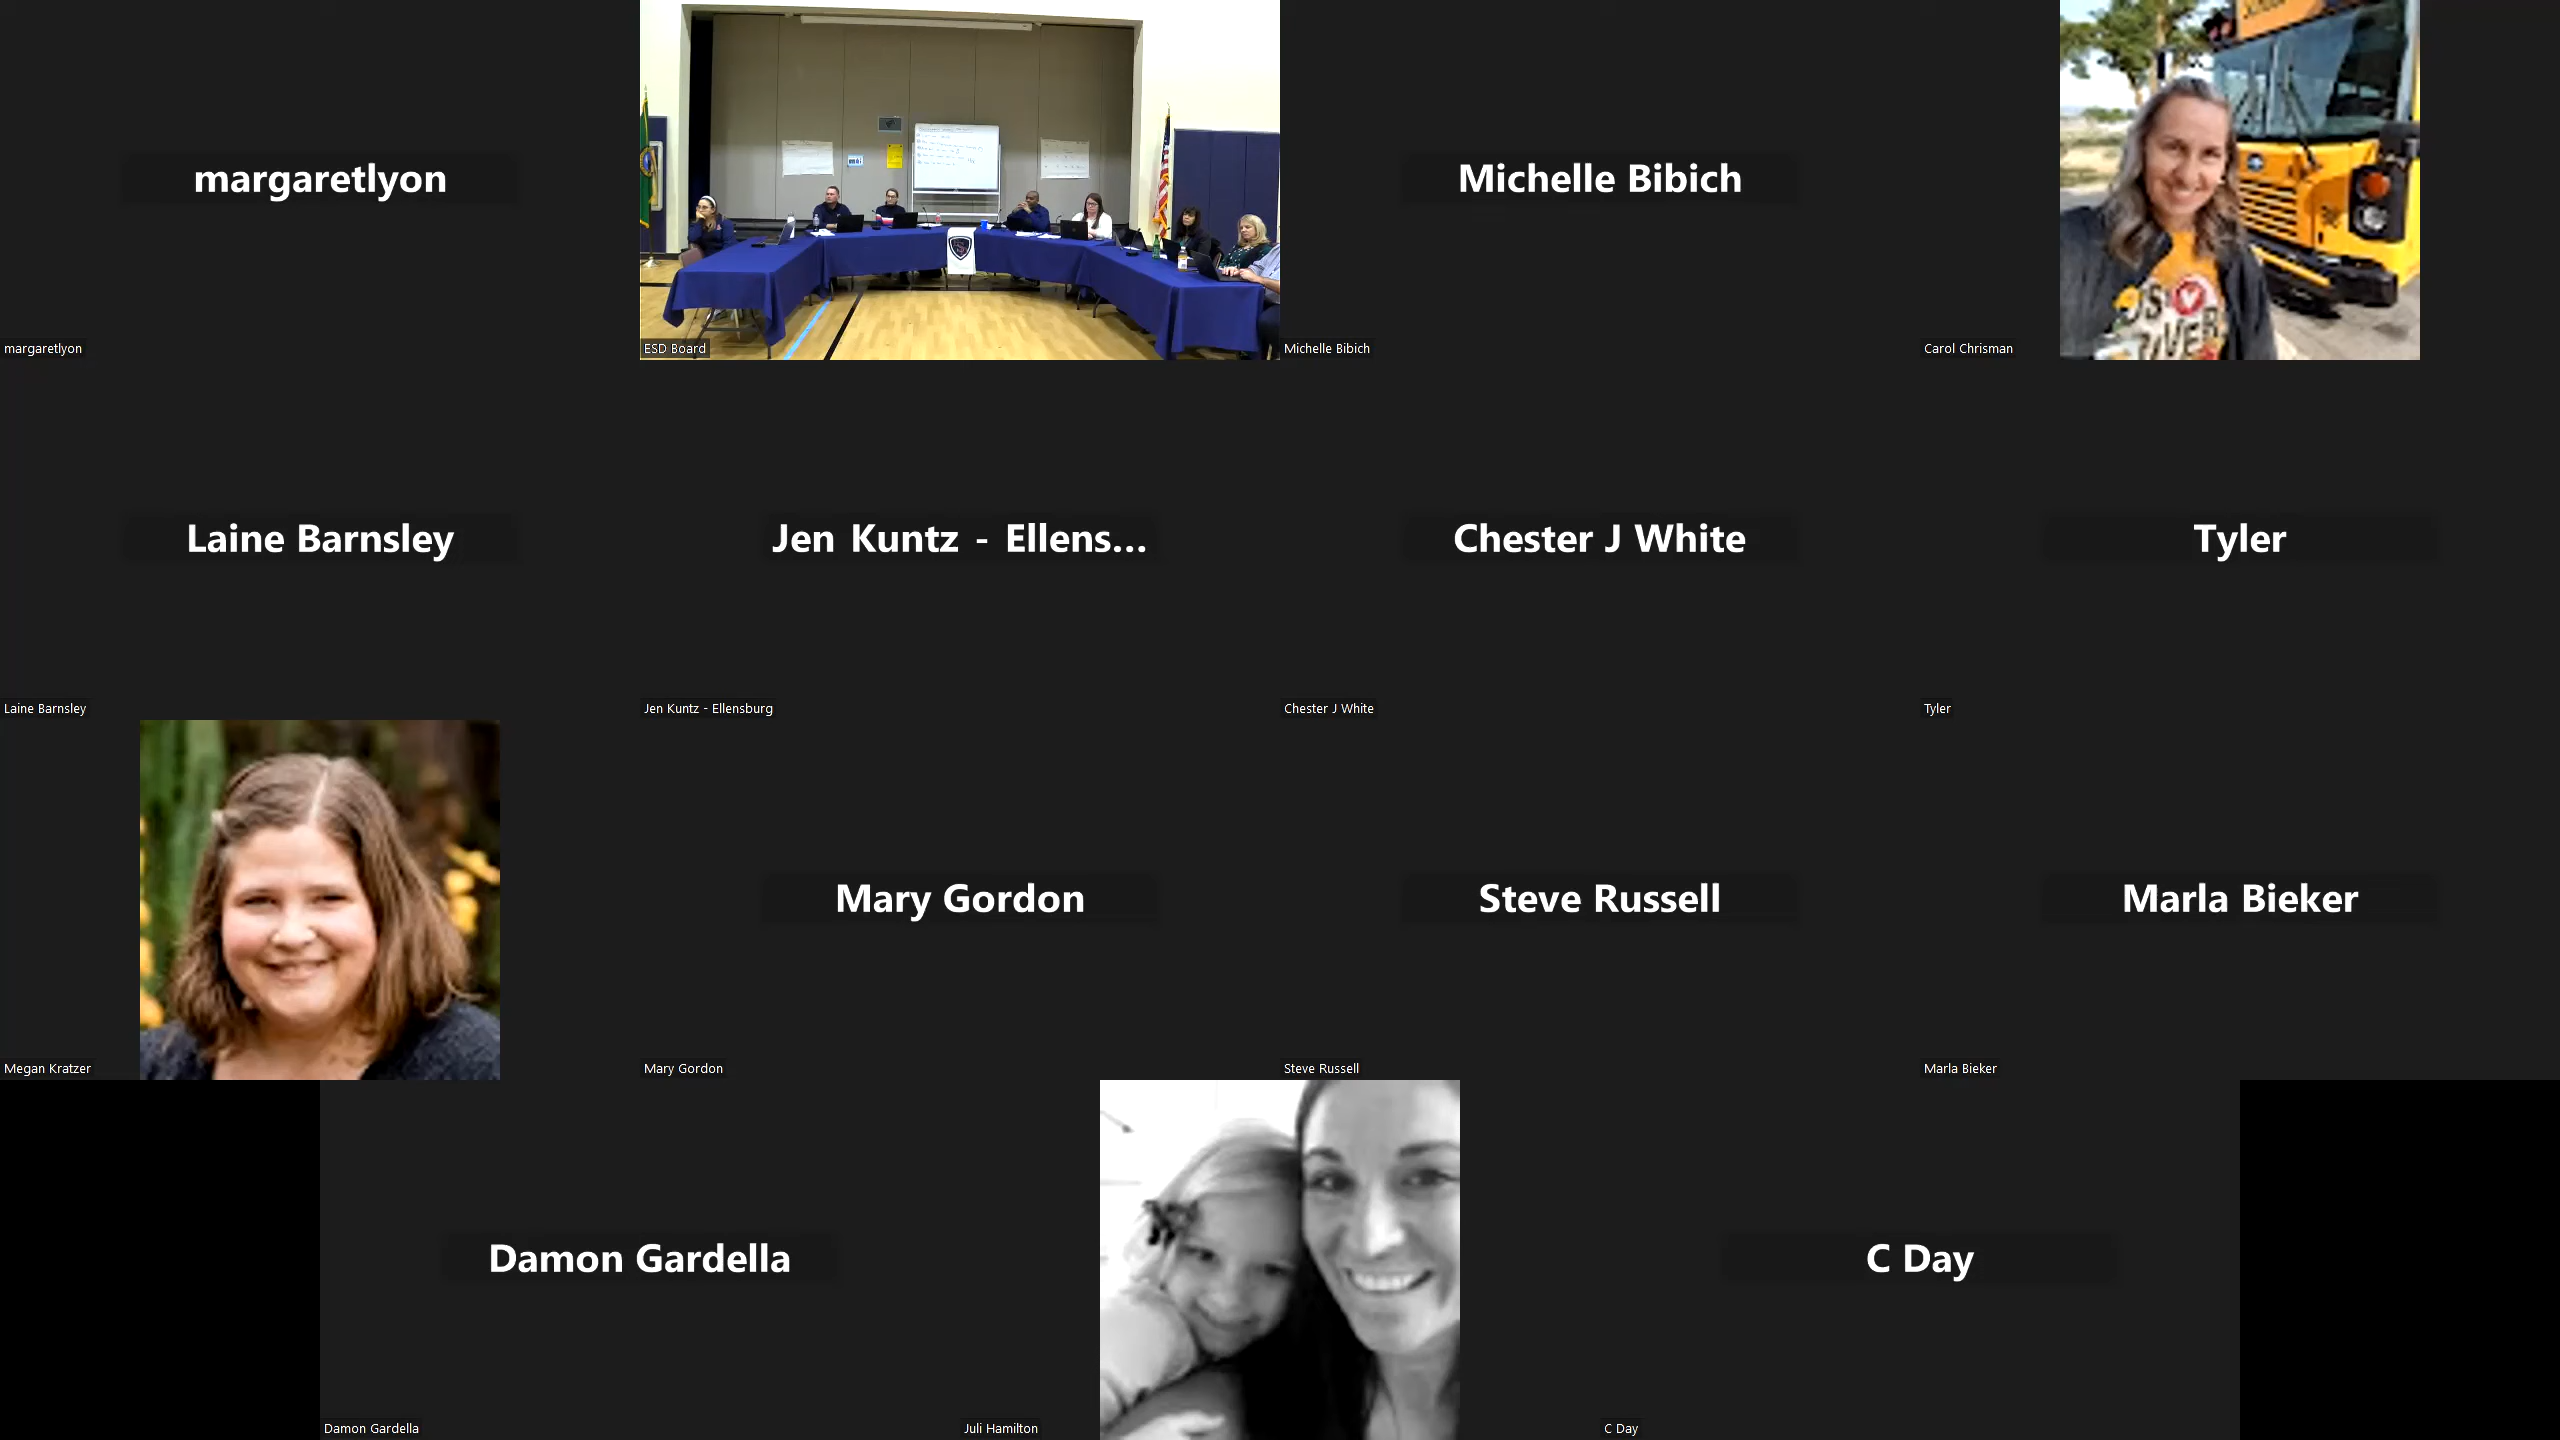 margaretlyon
Michelle Bibich
margaretlyon
ESD Board
Michelle Bibich
Carol Chrisman
Laine Barnsley
Jen Kuntz - Ellens...
Chester J White
Tyler
Laine Barnsley
Jen Kuntz - Ellensburg
Chester J White
Tyler
Mary Gordon
Steve Russell
Marla Bieker
Megan Kratzer
Mary Gordon
Steve Russell
Marla Bieker
Damon Gardella
C Day
Damon Gardella
Juli Hamilton
C Day